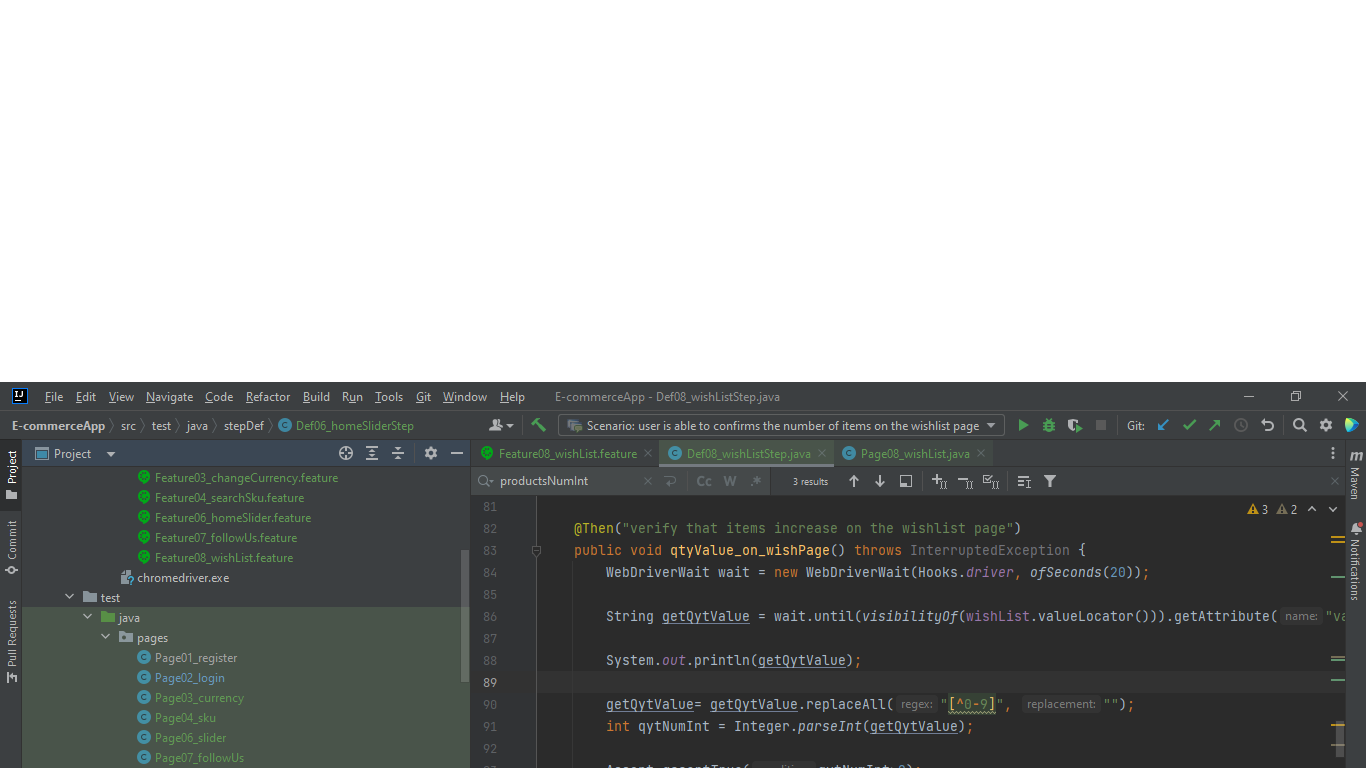 File Edit View Navigate Code Refactor Build Run Tools Git Window Help E-commerceApp - Def08_wishListStep.java
E-commerceApp src test java stepDef Def06_homeSliderStep Scenario: user is able to confirms the number of items on the wishlist page Git:
Project
Feature08_wishList.feature Def08_wishListStep.java Page08_wishList.java
productsNumInt Cc W .* 3 results
Project
Commit
Pull Requests
Feature03_changeCurrency.feature
Feature04_searchSku.feature
Feature06_homeSlider.feature
Feature07_followUs.feature
Feature08_wishList.feature
chromedriver.exe
test
java
pages
Page01_register
Page02_login
Page03_currency
Page04_sku
Page06_slider
Page07_followUs
81
82 @Then("verify that items increase on the wishlist page")
83 public void qtyValue_on_wishPage() throws InterruptedException {
84 WebDriverWait wait = new WebDriverWait(Hooks.driver, ofSeconds(20));
85
86 String getQytValue = wait.until(visibilityOf(wishList.valueLocator())).getAttribute( name: "va
87
88 System.out.println(getQytValue);
89
90 getQytValue= getQytValue.replaceAll( regex: "[^0-9]", replacement: "");
91 int qytNumInt = Integer.parseInt(getQytValue);
92
3 2
m
Maven
Notifications